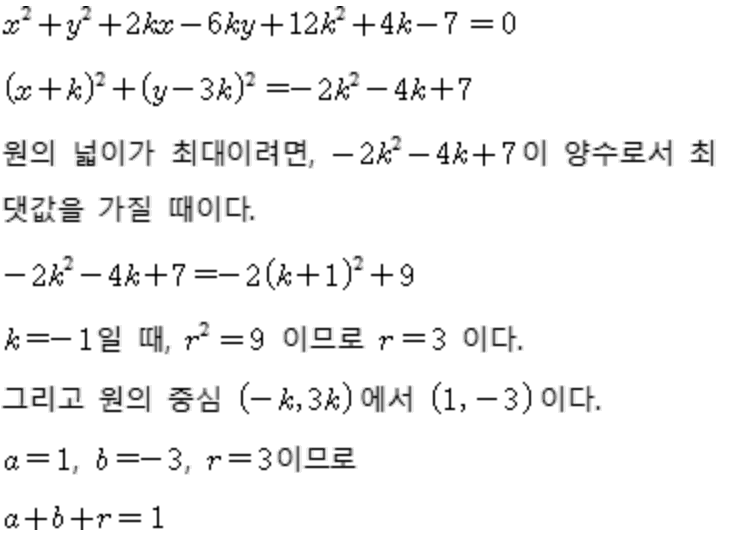 x² + y² + 2kx − 6ky + 12k² + 4k − 7 = 0
(x + k)² + (y − 3k)² = − 2k² − 4k + 7
원의 넓이가 최대이려면, − 2k² − 4k + 7 이 양수로서 최
댓값을 가질 때이다.
− 2k² − 4k + 7 = − 2(k + 1)² + 9
k = − 1일 때, r² = 9 이므로 r = 3 이다.
그리고 원의 중심 (− k, 3k)에서 (1, − 3)이다.
a = 1, b = − 3, r = 3이므로
a + b + r = 1